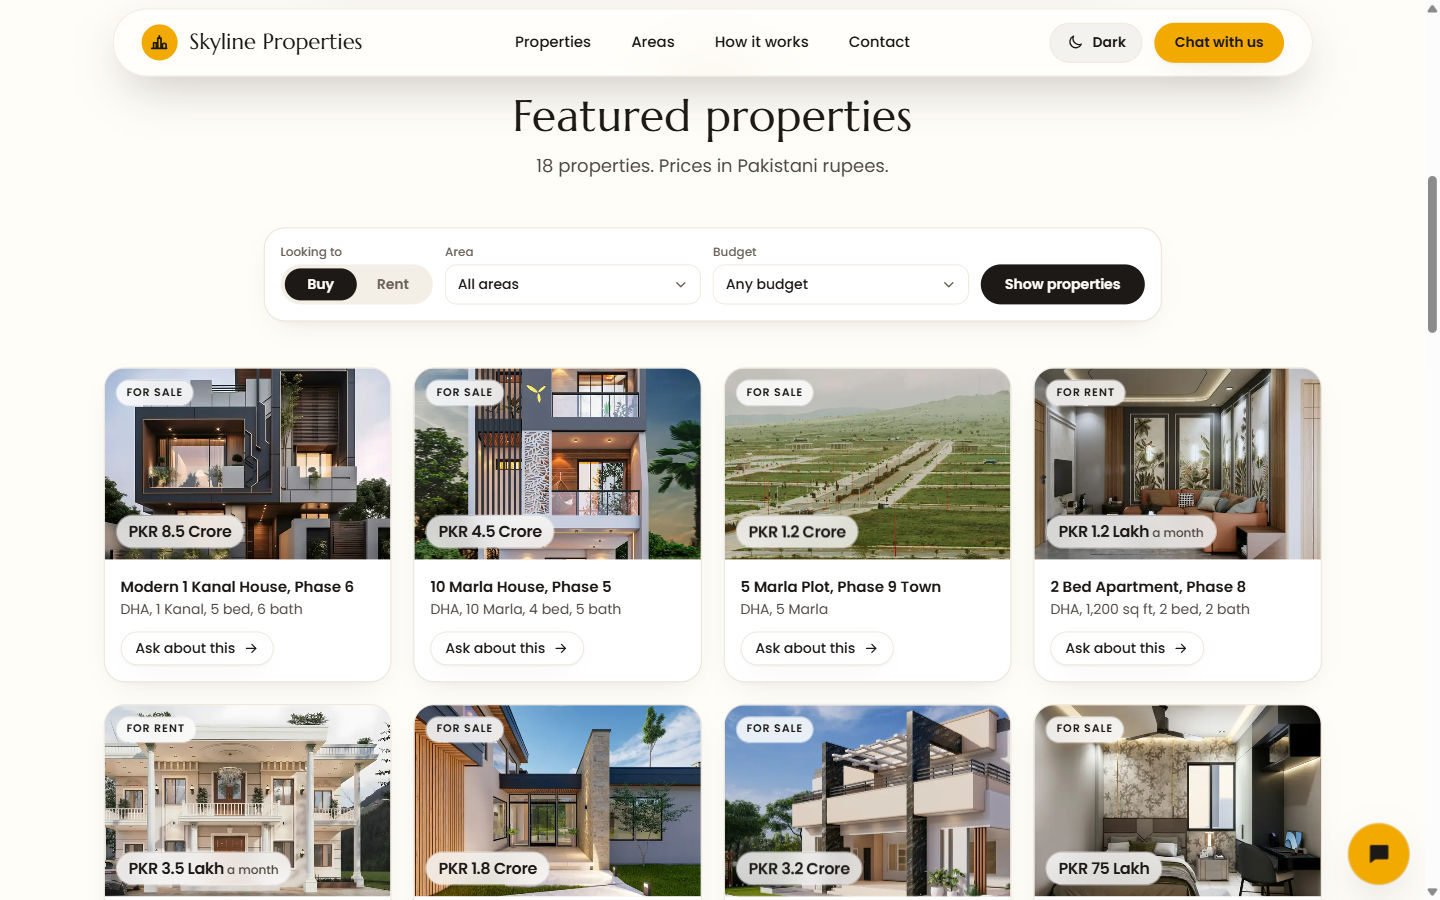 Skyline Properties
Properties
Areas
How it works
Contact
Dark
Chat with us
Featured properties
18 properties. Prices in Pakistani rupees.
Looking to
Buy
Rent
Area
All areas
Budget
Any budget
Show properties
FOR SALE
PKR 8.5 Crore
Modern 1 Kanal House, Phase 6
DHA, 1 Kanal, 5 bed, 6 bath
Ask about this
FOR SALE
PKR 4.5 Crore
10 Marla House, Phase 5
DHA, 10 Marla, 4 bed, 5 bath
Ask about this
FOR SALE
PKR 1.2 Crore
5 Marla Plot, Phase 9 Town
DHA, 5 Marla
Ask about this
FOR RENT
PKR 1.2 Lakh a month
2 Bed Apartment, Phase 8
DHA, 1,200 sq ft, 2 bed, 2 bath
Ask about this
FOR RENT
PKR 3.5 Lakh a month
FOR SALE
PKR 1.8 Crore
FOR SALE
PKR 3.2 Crore
FOR SALE
PKR 75 Lakh